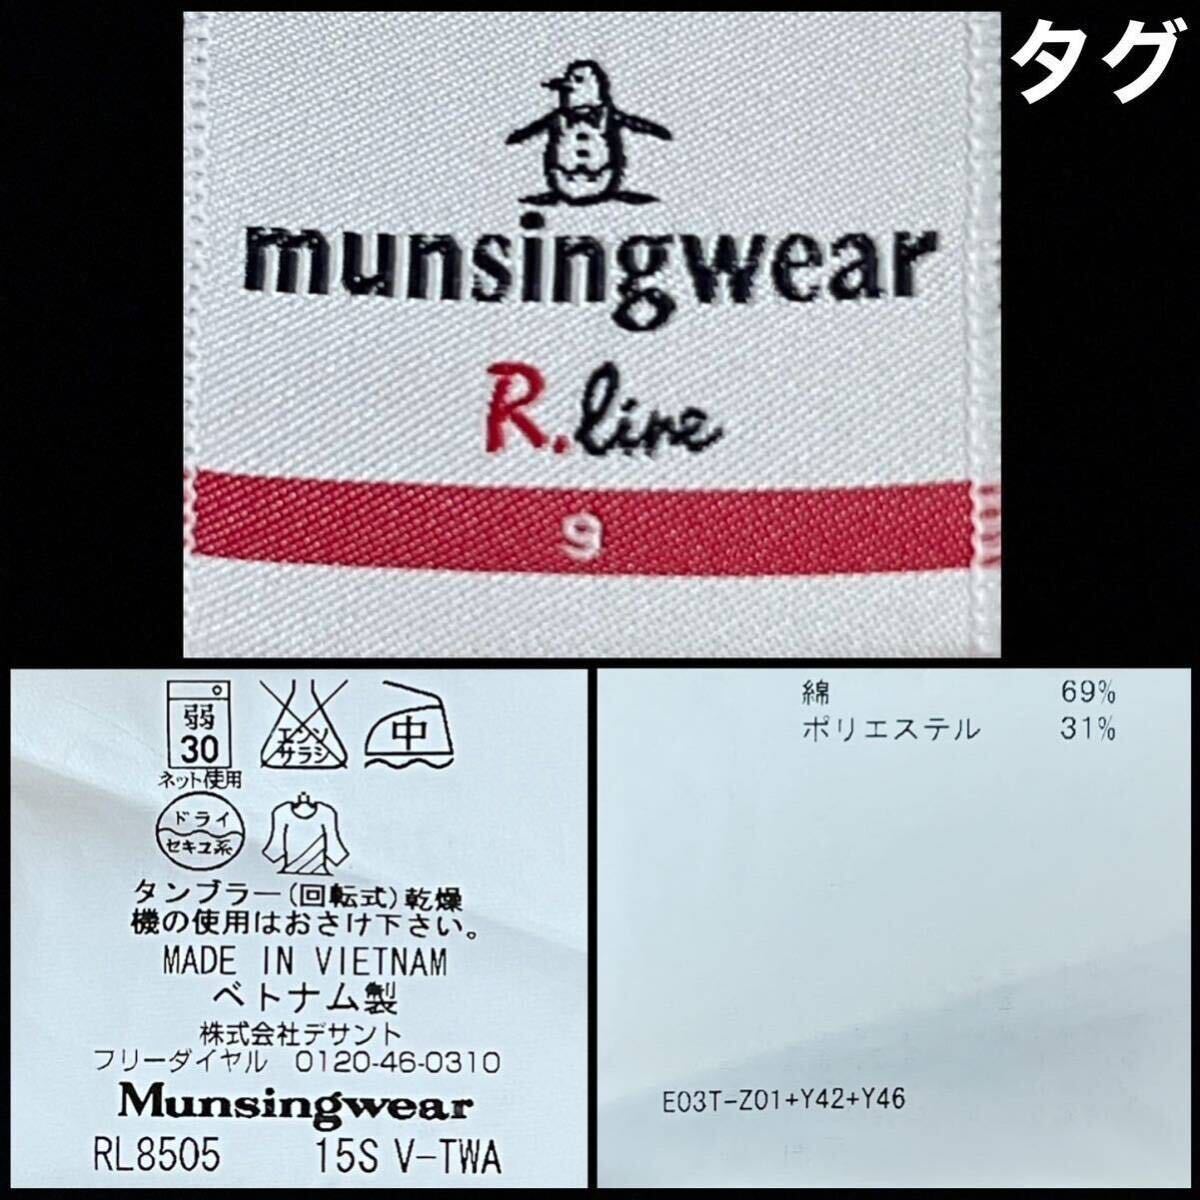 タグ
munsingwear
R.line
9
弱
30
ネット使用
エンソ
サラシ
中
ドライ
セキユ系
タンブラー(回転式)乾燥
機の使用はおさけ下さい。
MADE IN VIETNAM
ベトナム製
株式会社デサント
フリーダイヤル 0120-46-0310
Munsingwear
RL8505 15S V-TWA
綿 69%
ポリエステル 31%
E03T-Z01+Y42+Y46